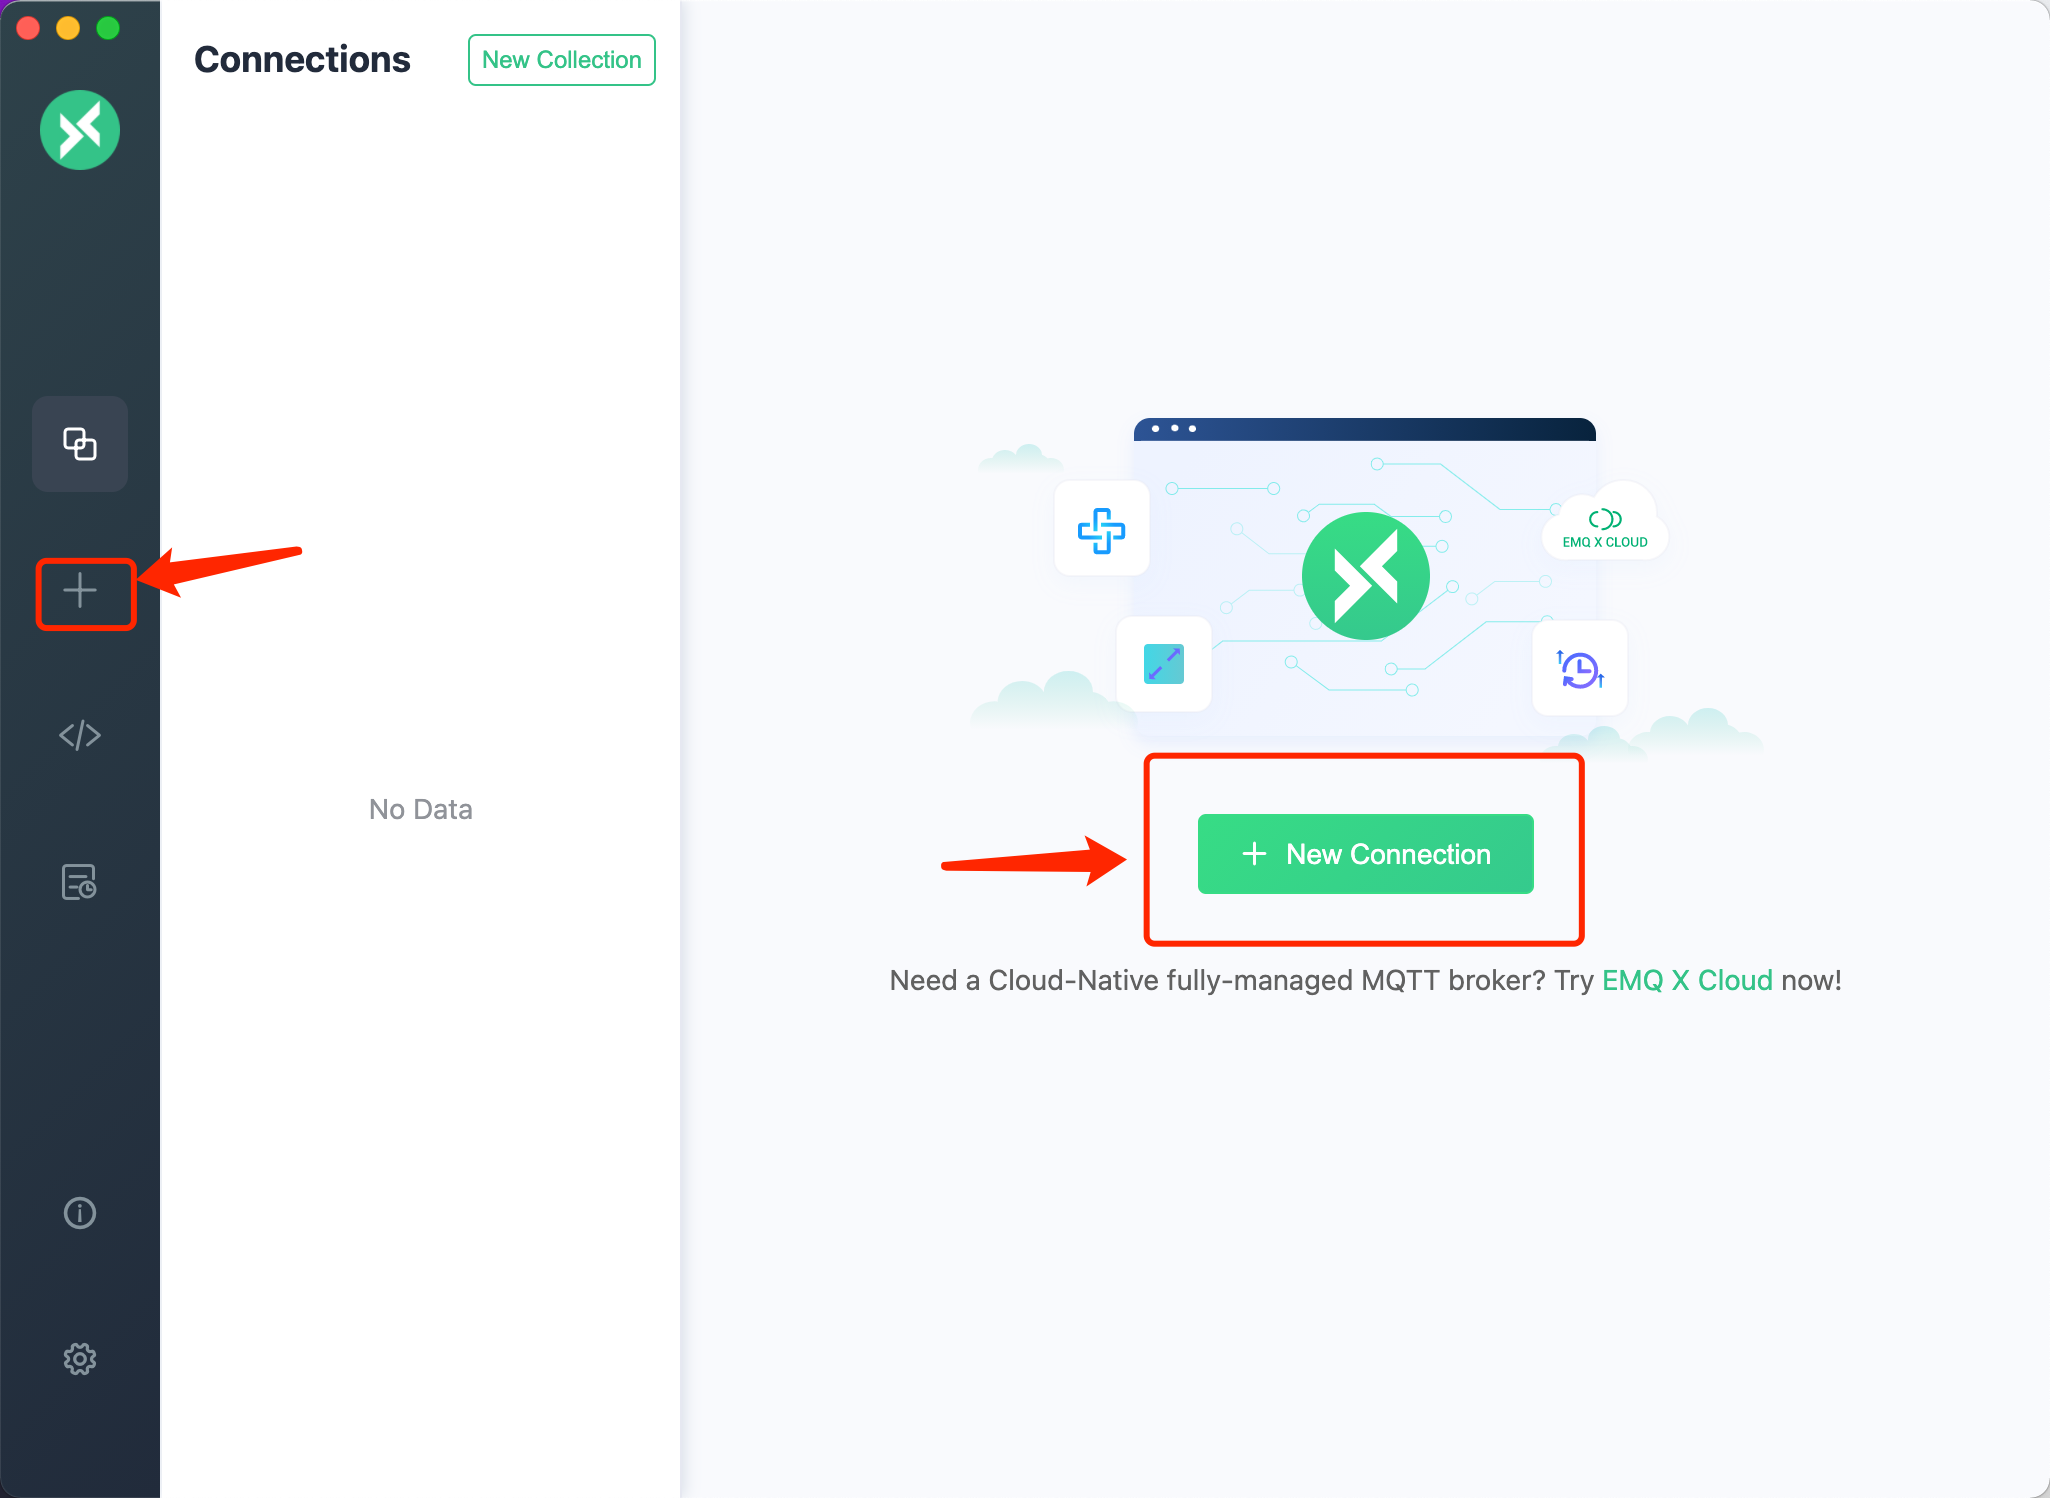 Connections
New Collection
No Data
EMQ X CLOUD
New Connection
Need a Cloud-Native fully-managed MQTT broker? Try EMQ X Cloud now!